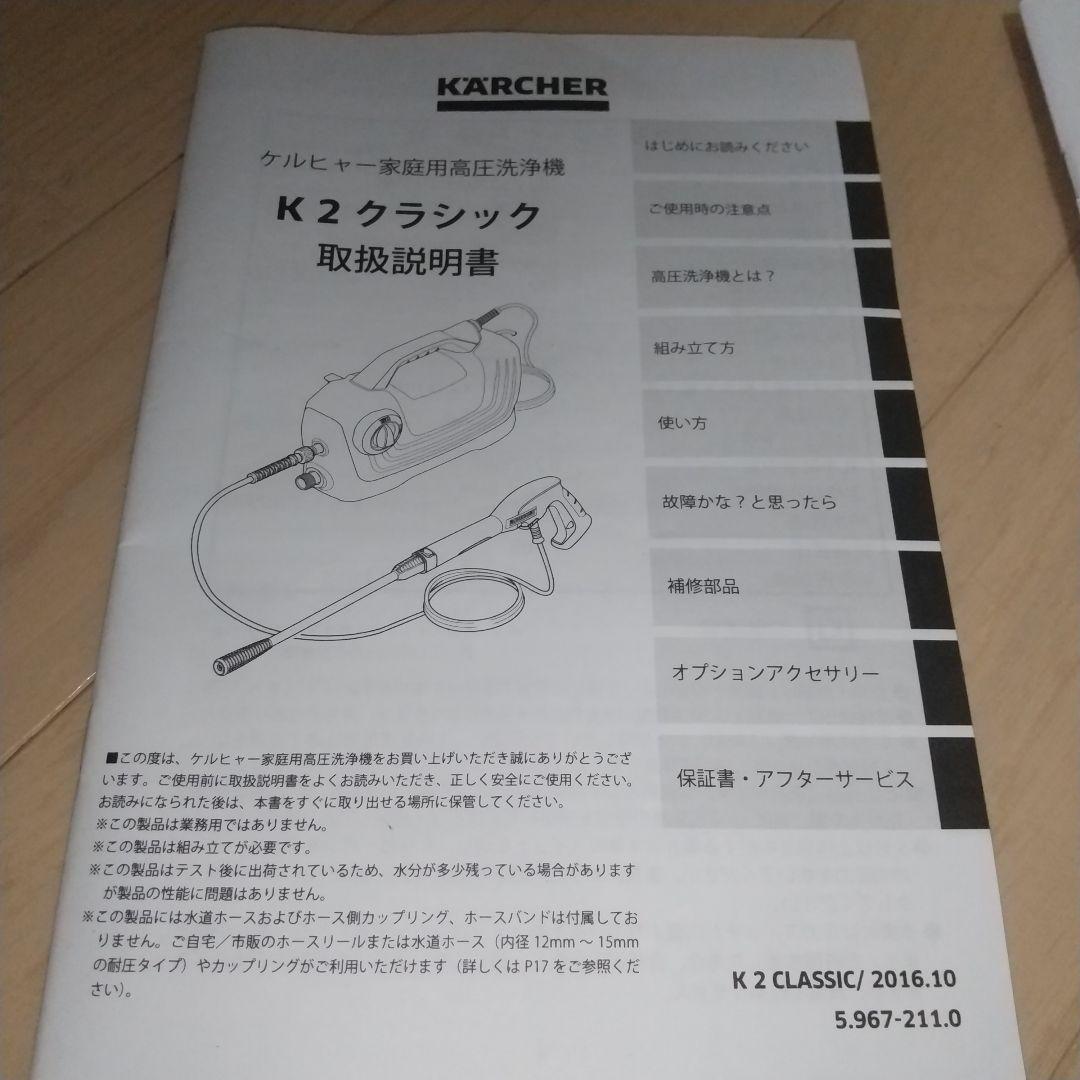 KÄRCHER
ケルヒャー家庭用高圧洗浄機
K 2 クラシック
取扱説明書
はじめにお読みください
ご使用時の注意点
高圧洗浄機とは？
組み立て方
使い方
故障かな？と思ったら
補修部品
オプションアクセサリー
保証書・アフターサービス
■この度は、ケルヒャー家庭用高圧洗浄機をお買い上げいただき誠にありがとうござ
います。ご使用前に取扱説明書をよくお読みいただき、正しく安全にご使用ください。
お読みになられた後は、本書をすぐに取り出せる場所に保管してください。
※この製品は業務用ではありません。
※この製品は組み立てが必要です。
※この製品はテスト後に出荷されているため、水分が多少残っている場合があります
が製品の性能に問題はありません。
※この製品には水道ホースおよびホース側カップリング、ホースバンドは付属してお
りません。ご自宅／市販のホースリールまたは水道ホース（内径 12mm ～ 15mm
の耐圧タイプ）やカップリングがご利用いただけます（詳しくは P17 をご参照くだ
さい）。
K 2 CLASSIC/ 2016.10
5.967-211.0